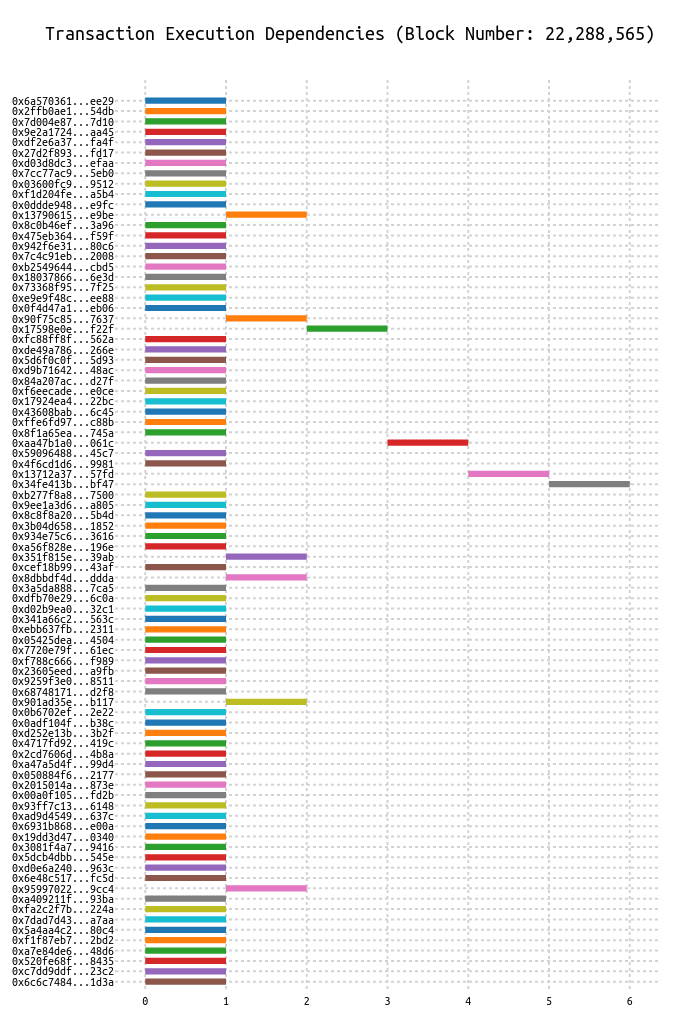 Transaction Execution Dependencies (Block Number: 22,288,565)
0x6a570361...ee29
0x2ffb0ae1...54db
0x7d004e87...7d10
0x9e2a1724...aa45
0xdf2e6a37...fa4f
0x27d2f893...fd17
0xd03d8dc3...efaa
0x7cc77ac9...5eb0
0x03600fc9...9512
0xf1d204fe...a5b4
0x0ddde948...e9fc
0x13790615...e9be
0x8c0b46ef...3a96
0x475eb364...f59f
0x942f6e31...80c6
0x7c4c91eb...2008
0xb2549644...cbd5
0x18037866...6e3d
0x73368f95...7f25
0xe9e9f48c...ee88
0x0f4d47a1...eb06
0x90f75c85...7637
0x17598e0e...f22f
0xfc88ff8f...562a
0xde49a786...266e
0x5d6f0c0f...5d93
0xd9b71642...48ac
0x84a207ac...d27f
0xf6eecade...e0ce
0x17924ea4...22bc
0x43608bab...6c45
0xffe6fd97...c88b
0x8f1a65ea...745a
0xaa47b1a0...061c
0x59096488...45c7
0x4f6cd1d6...9981
0x13712a37...57fd
0x34fe413b...bf47
0xb277f8a8...7500
0x9ee1a3d6...a805
0x8c8f8a20...5b4d
0x3b04d658...1852
0x934e75c6...3616
0xa56f828e...196e
0x351f815e...39ab
0xcef18b99...43af
0x8dbbdf4d...ddda
0x3a5da888...7ca5
0xdfb70e29...6c0a
0xd02b9ea0...32c1
0x341a66c2...563c
0xebb637fb...2311
0x05425dea...4504
0x7720e79f...61ec
0xf788c666...f989
0x23605eed...a9fb
0x9259f3e0...8511
0x68748171...d2f8
0x901ad35e...b117
0x0b6702ef...2e22
0x0adf104f...b38c
0xd252e13b...3b2f
0x4717fd92...419c
0x2cd7606d...4b8a
0xa47a5d4f...99d4
0x050884f6...2177
0x2015014a...873e
0x00a0f105...fd2b
0x93ff7c13...6148
0xad9d4549...637c
0x6931b868...e00a
0x19dd3d47...0340
0x3081f4a7...9416
0x5dcb4dbb...545e
0xd0e6a240...963c
0x6e48c517...fc5d
0x95997022...9cc4
0xa409211f...93ba
0xfa2c2f7b...224a
0x7dad7d43...a7aa
0x5a4aa4c2...80c4
0xf1f87eb7...2bd2
0xa7e84de6...48d6
0x520fe68f...8435
0xc7dd9ddf...23c2
0x6c6c7484...1d3a
0 1 2 3 4 5 6